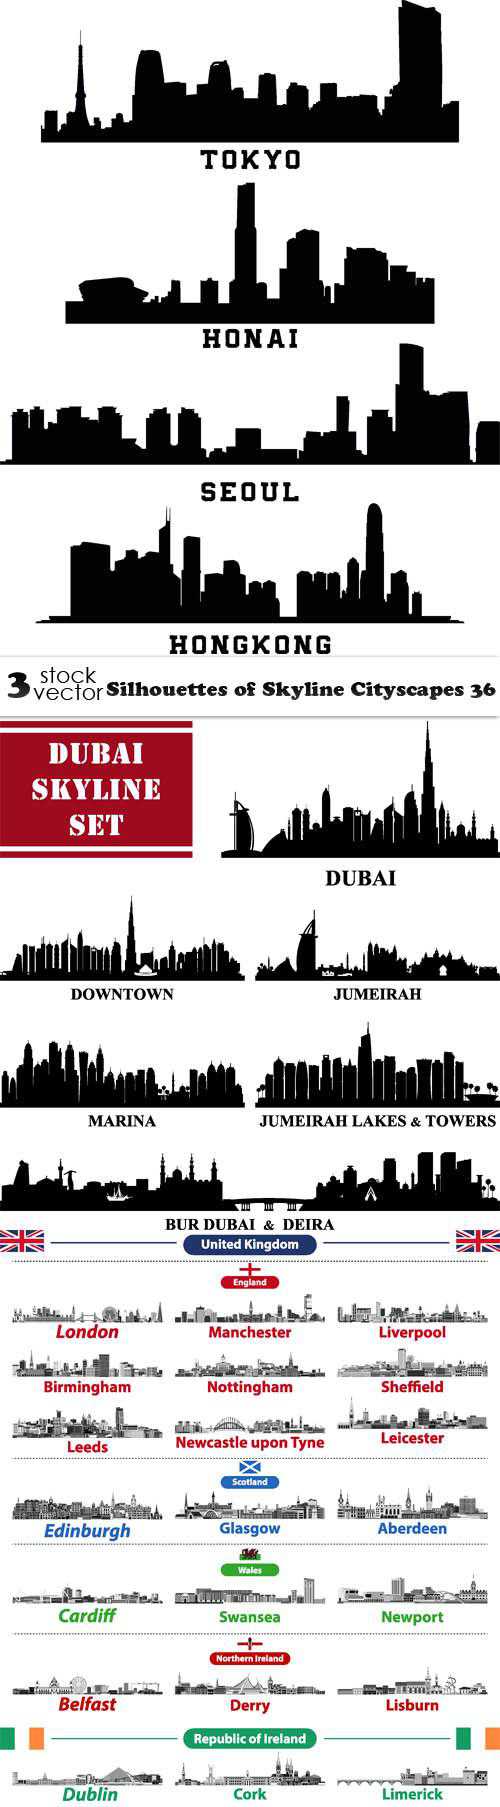 TOKYO
HONAI
SEOUL
HONGKONG
3 stock vector Silhouettes of Skyline Cityscapes 36
DUBAI
SKYLINE
SET
DUBAI
DOWNTOWN
JUMEIRAH
MARINA
JUMEIRAH LAKES & TOWERS
BUR DUBAI & DEIRA
United Kingdom
England
London
Manchester
Liverpool
Birmingham
Nottingham
Sheffield
Leeds
Newcastle upon Tyne
Leicester
Scotland
Edinburgh
Glasgow
Aberdeen
Wales
Cardiff
Swansea
Newport
Northern Ireland
Belfast
Derry
Lisburn
Republic of Ireland
Dublin
Cork
Limerick